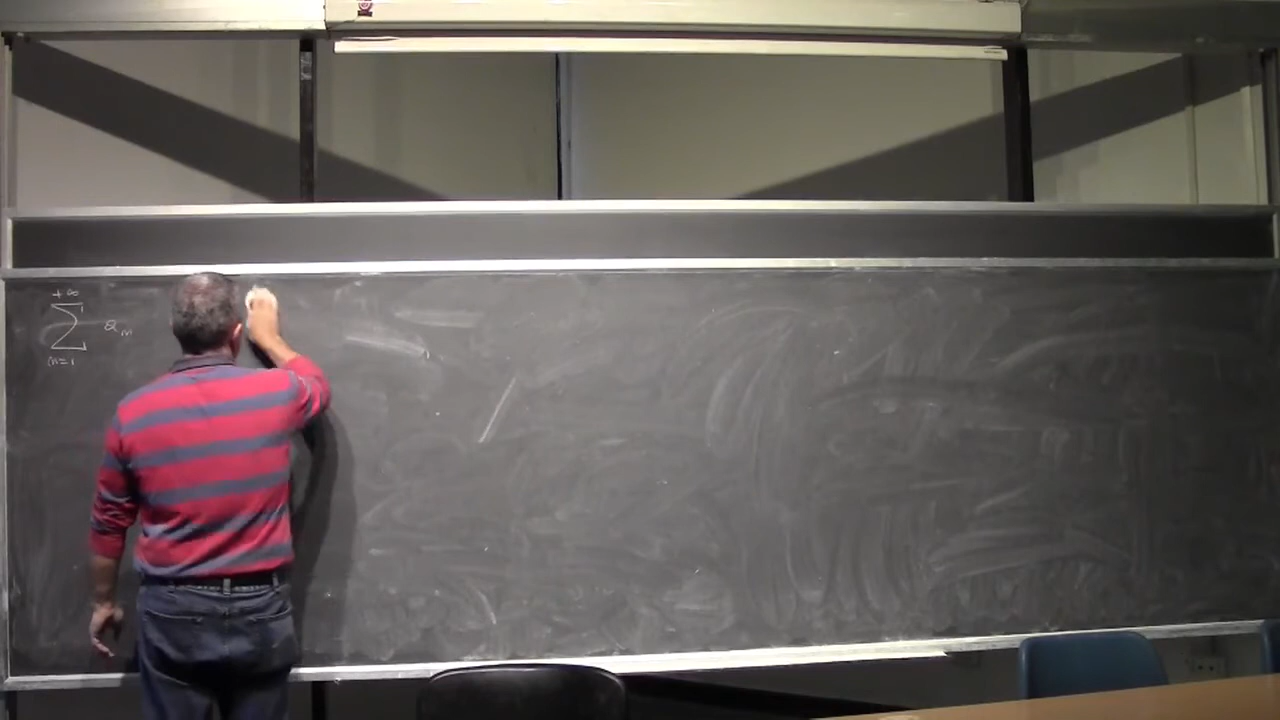 +∞
∑ a_n
n=1